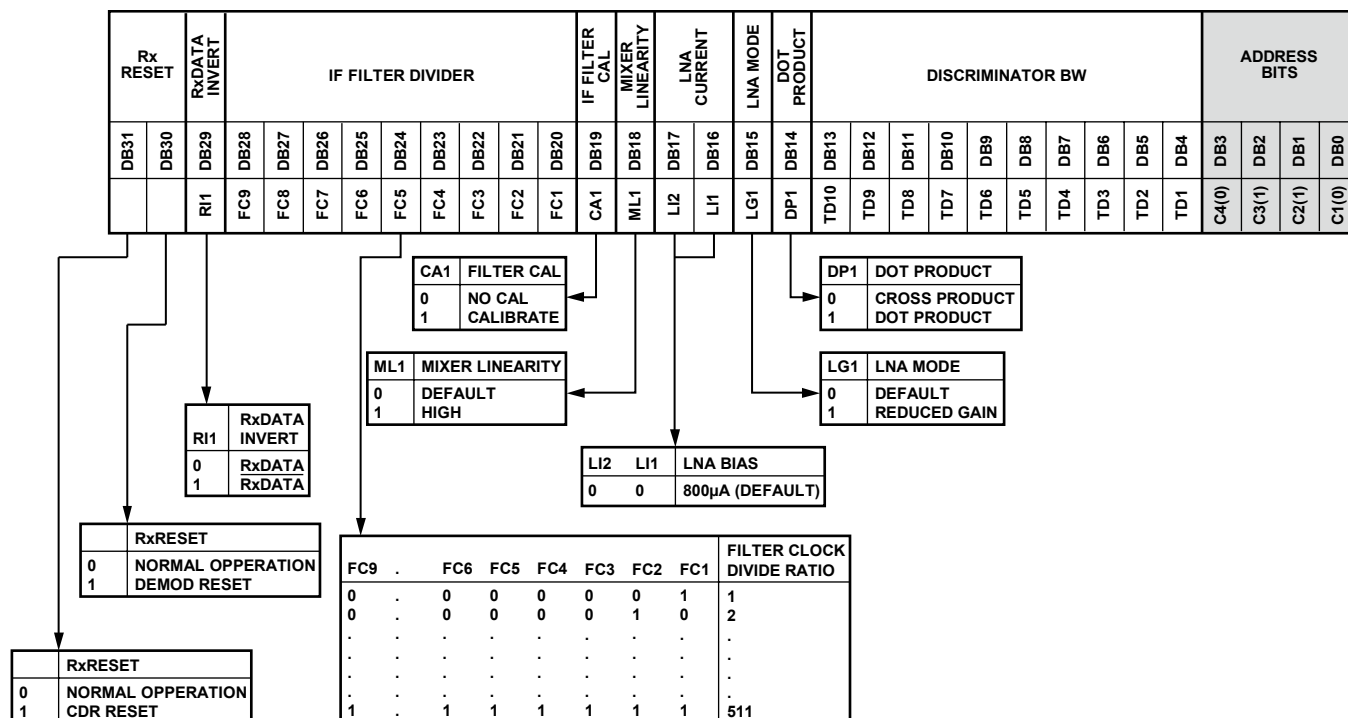 Rx
RESET
RxDATA
INVERT
IF FILTER DIVIDER
IF FILTER
CAL
MIXER
LINEARITY
LNA
CURRENT
LNA MODE
DOT
PRODUCT
DISCRIMINATOR BW
ADDRESS
BITS
DB31 DB30 DB29 DB28 DB27 DB26 DB25 DB24 DB23 DB22 DB21 DB20 DB19 DB18 DB17 DB16 DB15 DB14 DB13 DB12 DB11 DB10 DB9 DB8 DB7 DB6 DB5 DB4 DB3 DB2 DB1 DB0
RI1 FC9 FC8 FC7 FC6 FC5 FC4 FC3 FC2 FC1 CA1 ML1 LI2 LI1 LG1 DP1 TD10 TD9 TD8 TD7 TD6 TD5 TD4 TD3 TD2 TD1 C4(0) C3(1) C2(1) C1(0)
CA1 FILTER CAL
0 NO CAL
1 CALIBRATE
DP1 DOT PRODUCT
0 CROSS PRODUCT
1 DOT PRODUCT
ML1 MIXER LINEARITY
0 DEFAULT
1 HIGH
LG1 LNA MODE
0 DEFAULT
1 REDUCED GAIN
RI1 RxDATA
INVERT
0 RxDATA
1 RxDATA
LI2 LI1 LNA BIAS
0 0 800µA (DEFAULT)
RxRESET
0 NORMAL OPPERATION
1 DEMOD RESET
FC9 . FC6 FC5 FC4 FC3 FC2 FC1 FILTER CLOCK
DIVIDE RATIO
0 . 0 0 0 0 0 1 1
0 . 0 0 0 0 1 0 2
. . . . . . . . .
. . . . . . . . .
. . . . . . . . .
. . . . . . . . .
1 . 1 1 1 1 1 1 511
RxRESET
0 NORMAL OPPERATION
1 CDR RESET